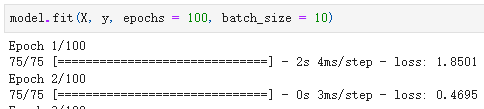 model.fit(X, y, epochs = 100, batch_size = 10)
Epoch 1/100
75/75 [==============================] - 2s 4ms/step - loss: 1.8501
Epoch 2/100
75/75 [==============================] - 0s 3ms/step - loss: 0.4695